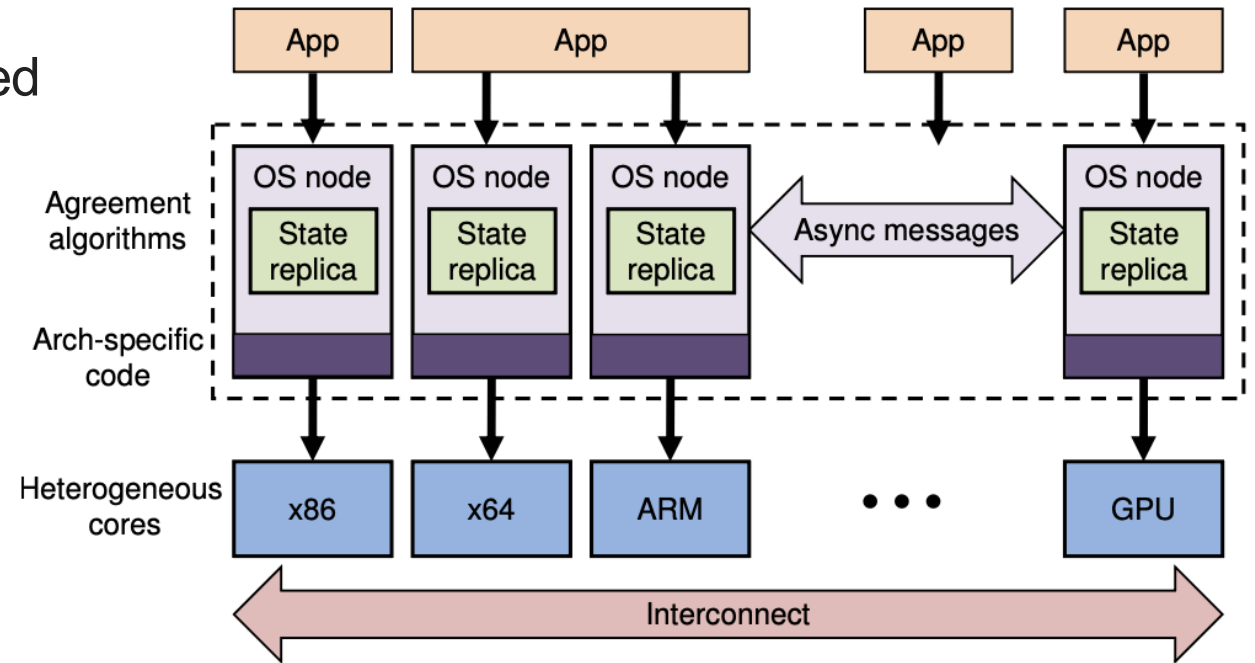 App
App
App
App
ed
OS node
OS node
OS node
OS node
Agreement
algorithms
State
replica
State
replica
State
replica
Async messages
State
replica
Arch-specific
code
Heterogeneous
cores
x86
x64
ARM
• • •
GPU
Interconnect